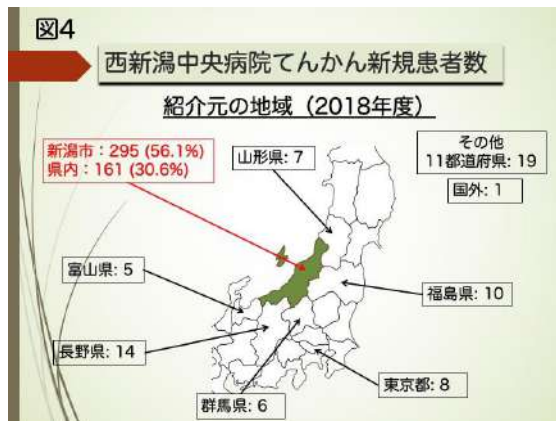 図4
西新潟中央病院てんかん新規患者数
紹介元の地域（2018年度）
新潟市：295 (56.1%)
県内：161 (30.6%)
山形県: 7
その他
11都道府県: 19
国外: 1
富山県: 5
福島県: 10
長野県: 14
東京都: 8
群馬県: 6